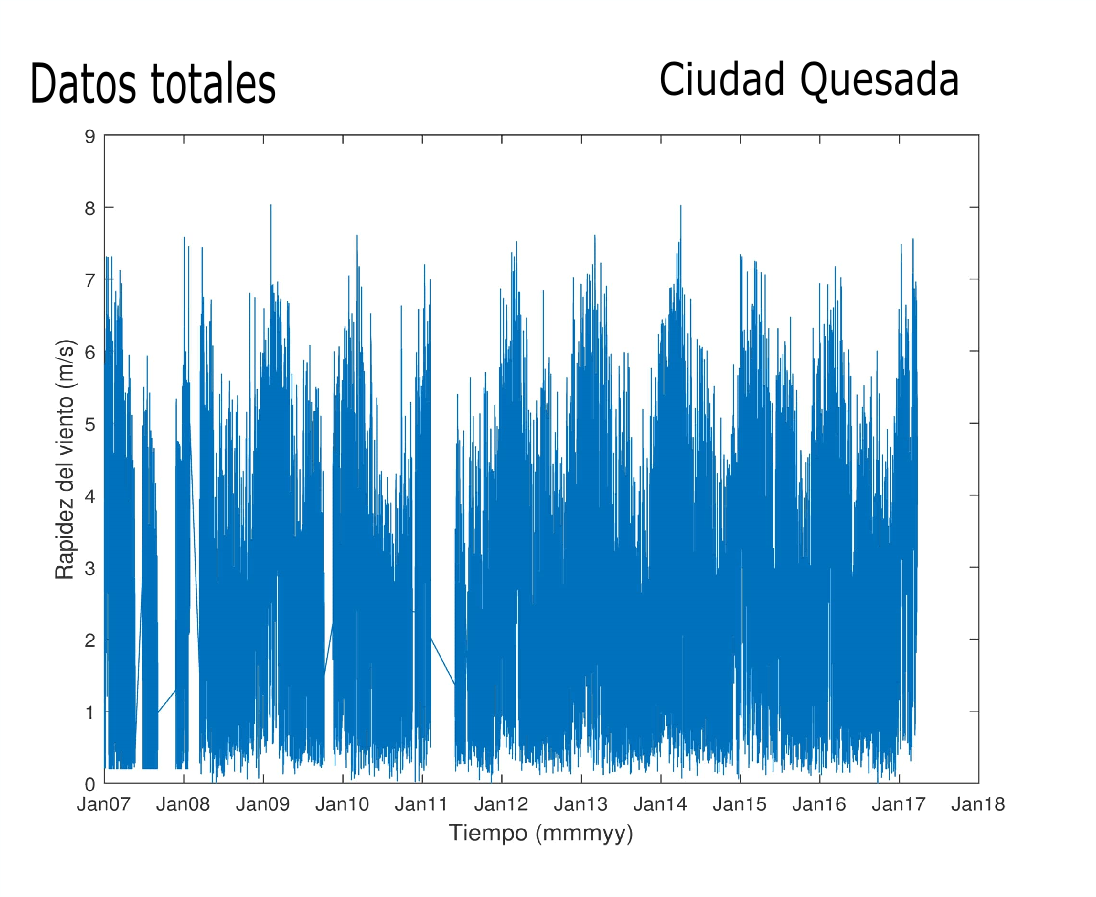 Datos totales
Ciudad Quesada
9
8
7
6
5
4
3
2
1
0
Rapidez del viento (m/s)
Jan07 Jan08 Jan09 Jan10 Jan11 Jan12 Jan13 Jan14 Jan15 Jan16 Jan17 Jan18
Tiempo (mmmyy)